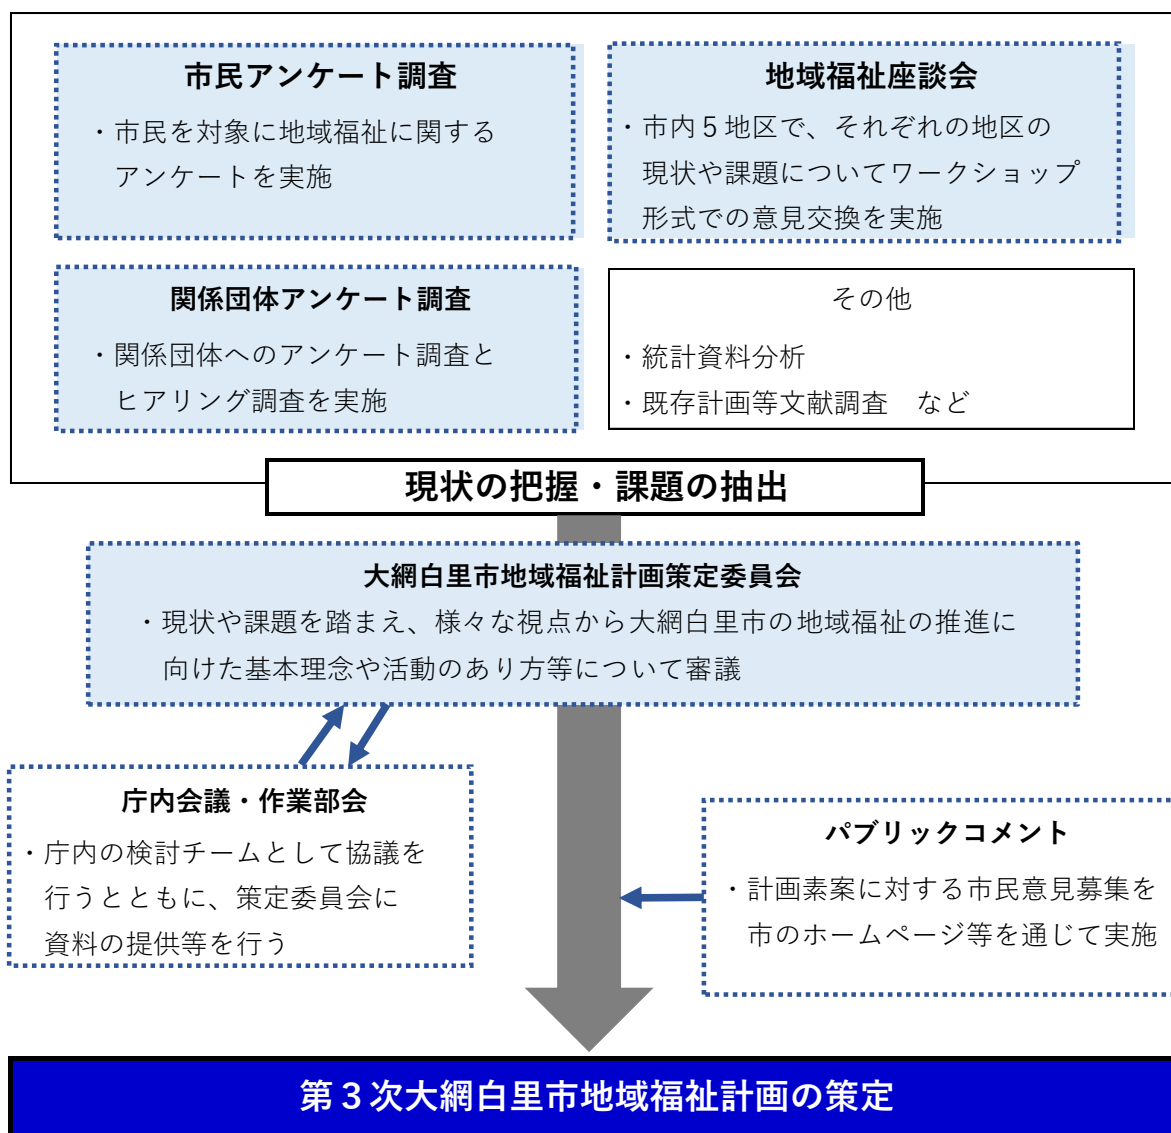 市民アンケート調査
・市民を対象に地域福祉に関する
アンケートを実施
地域福祉座談会
・市内５地区で、それぞれの地区の
現状や課題についてワークショップ
形式での意見交換を実施
関係団体アンケート調査
・関係団体へのアンケート調査と
ヒアリング調査を実施
その他
・統計資料分析
・既存計画等文献調査　など
現状の把握・課題の抽出
大網白里市地域福祉計画策定委員会
・現状や課題を踏まえ、様々な視点から大網白里市の地域福祉の推進に
向けた基本理念や活動のあり方等について審議
庁内会議・作業部会
・庁内の検討チームとして協議を
行うとともに、策定委員会に
資料の提供等を行う
パブリックコメント
・計画素案に対する市民意見募集を
市のホームページ等を通じて実施
第３次大網白里市地域福祉計画の策定